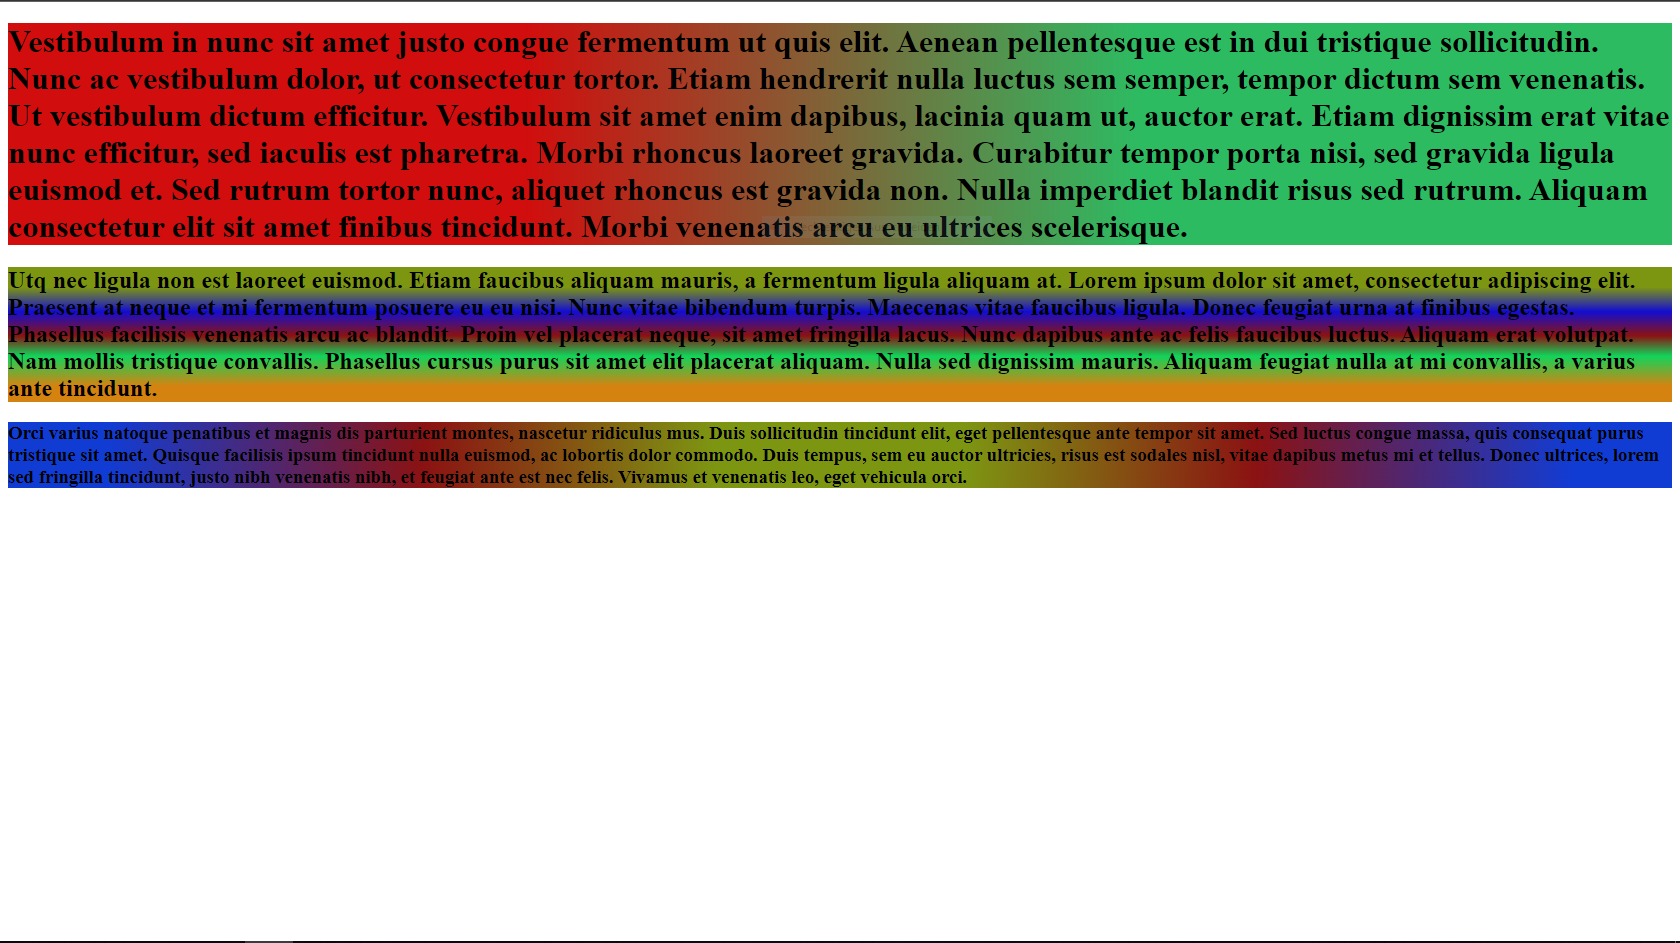 Vestibulum in nunc sit amet justo congue fermentum ut quis elit. Aenean pellentesque est in dui tristique sollicitudin.
Nunc ac vestibulum dolor, ut consectetur tortor. Etiam hendrerit nulla luctus sem semper, tempor dictum sem venenatis.
Ut vestibulum dictum efficitur. Vestibulum sit amet enim dapibus, lacinia quam ut, auctor erat. Etiam dignissim erat vitae
nunc efficitur, sed iaculis est pharetra. Morbi rhoncus laoreet gravida. Curabitur tempor porta nisi, sed gravida ligula
euismod et. Sed rutrum tortor nunc, aliquet rhoncus est gravida non. Nulla imperdiet blandit risus sed rutrum. Aliquam
consectetur elit sit amet finibus tincidunt. Morbi venenatis arcu eu ultrices scelerisque.
Utq nec ligula non est laoreet euismod. Etiam faucibus aliquam mauris, a fermentum ligula aliquam at. Lorem ipsum dolor sit amet, consectetur adipiscing elit.
Praesent at neque et mi fermentum posuere eu eu nisi. Nunc vitae bibendum turpis. Maecenas vitae faucibus ligula. Donec feugiat urna at finibus egestas.
Phasellus facilisis venenatis arcu ac blandit. Proin vel placerat neque, sit amet fringilla lacus. Nunc dapibus ante ac felis faucibus luctus. Aliquam erat volutpat.
Nam mollis tristique convallis. Phasellus cursus purus sit amet elit placerat aliquam. Nulla sed dignissim mauris. Aliquam feugiat nulla at mi convallis, a varius
ante tincidunt.
Orci varius natoque penatibus et magnis dis parturient montes, nascetur ridiculus mus. Duis sollicitudin tincidunt elit, eget pellentesque ante tempor sit amet. Sed luctus congue massa, quis consequat purus
tristique sit amet. Quisque facilisis ipsum tincidunt nulla euismod, ac lobortis dolor commodo. Duis tempus, sem eu auctor ultricies, risus est sodales nisl, vitae dapibus metus mi et tellus. Donec ultrices, lorem
sed fringilla tincidunt, justo nibh venenatis nibh, et feugiat ante est nec felis. Vivamus et venenatis leo, eget vehicula orci.